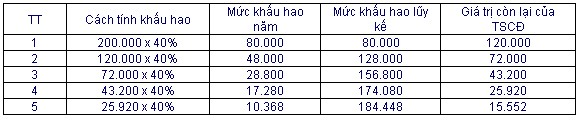 TT Cách tính khấu hao Mức khấu hao năm Mức khấu hao lũy kế Giá trị còn lại của TSCĐ
1 200.000 x 40% 80.000 80.000 120.000
2 120.000 x 40% 48.000 128.000 72.000
3 72.000 x 40% 28.800 156.800 43.200
4 43.200 x 40% 17.280 174.080 25.920
5 25.920 x 40% 10.368 184.448 15.552